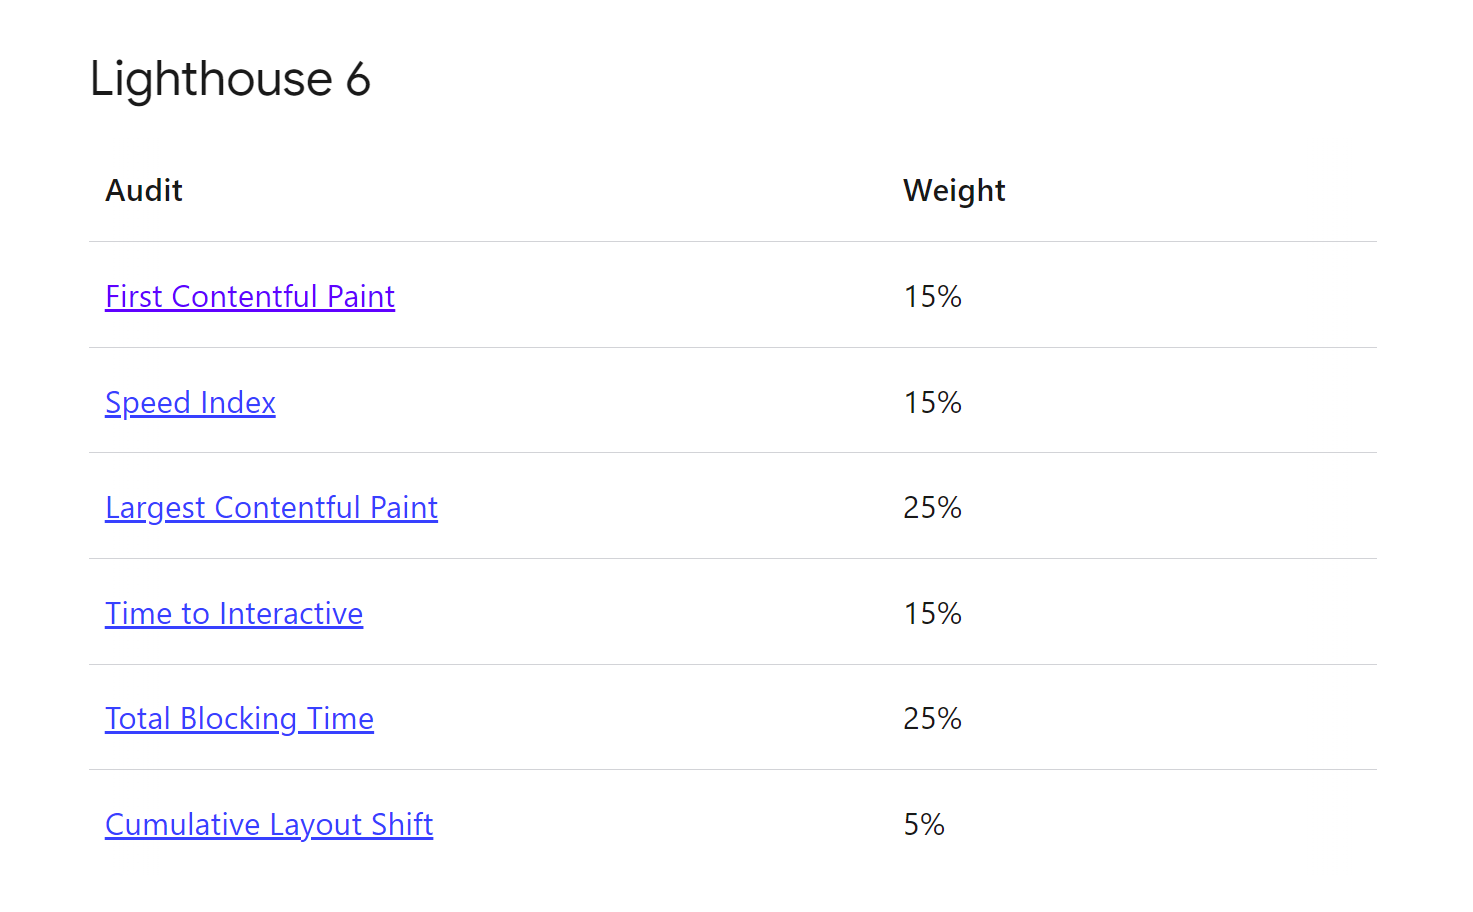 Lighthouse 6
Audit Weight
First Contentful Paint 15%
Speed Index 15%
Largest Contentful Paint 25%
Time to Interactive 15%
Total Blocking Time 25%
Cumulative Layout Shift 5%